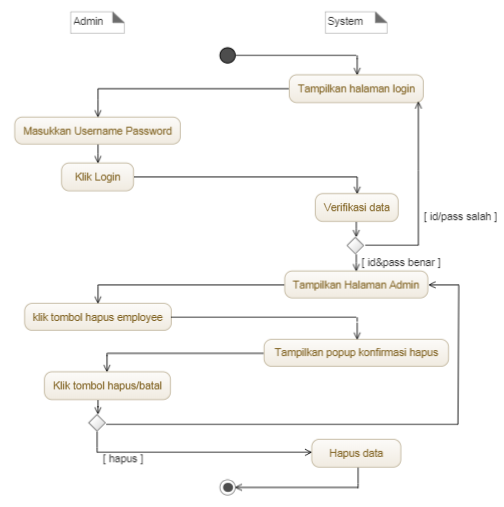 Admin
System
Tampilkan halaman login
Masukkan Username Password
Klik Login
Verifikasi data
[ id/pass salah ]
[ id&pass benar ]
Tampilkan Halaman Admin
klik tombol hapus employee
Tampilkan popup konfirmasi hapus
Klik tombol hapus/batal
[ hapus ]
Hapus data